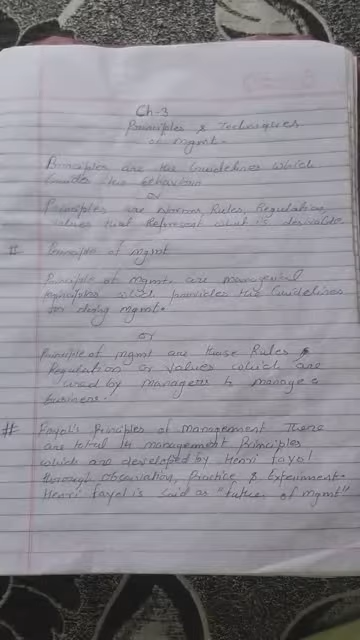 Ch-3
Principles & Techniques
of mgmt.
Principles are the Guidelines which
Guides the behaviour
or
Principles are Norms, Rules, Regulation,
values that Represent what is desirable.
# Principle of mgmt
Principle of mgmt. are managerial
principles which provides the Guidelines
for doing mgmt.
or
Principle of mgmt are those Rules &
Regulation or values which are
used by managers to manage a
business.
# Fayol's Principles of management There
are total 14 management Principles
which are developed by Henri fayol
through observation, Practice & Experiment.
Henri fayol is said as "futher of mgmt"